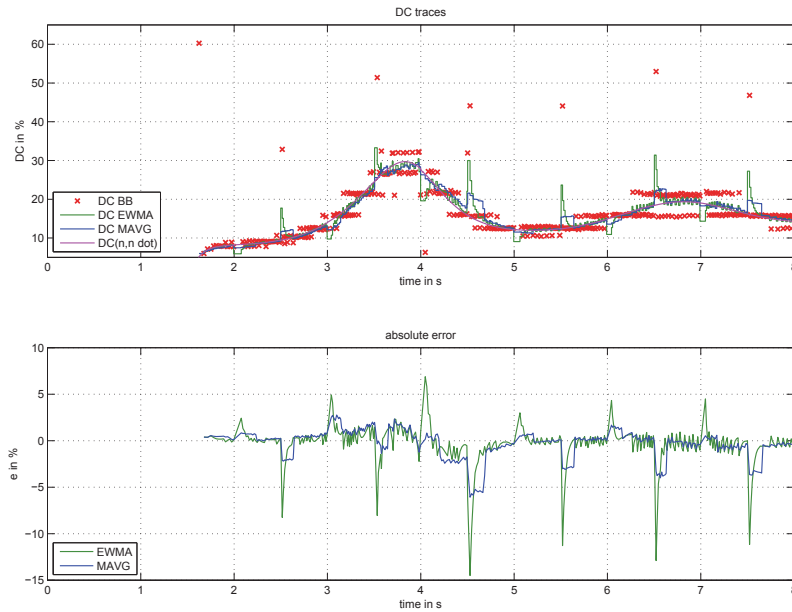 DC traces
DC in %
60
50
40
30
20
10
DC BB
DC EWMA
DC MAVG
DC(n,n dot)
0 1 2 3 4 5 6 7 8
time in s
absolute error
e in %
10
5
0
−5
−10
−15
EWMA
MAVG
0 1 2 3 4 5 6 7 8
time in s